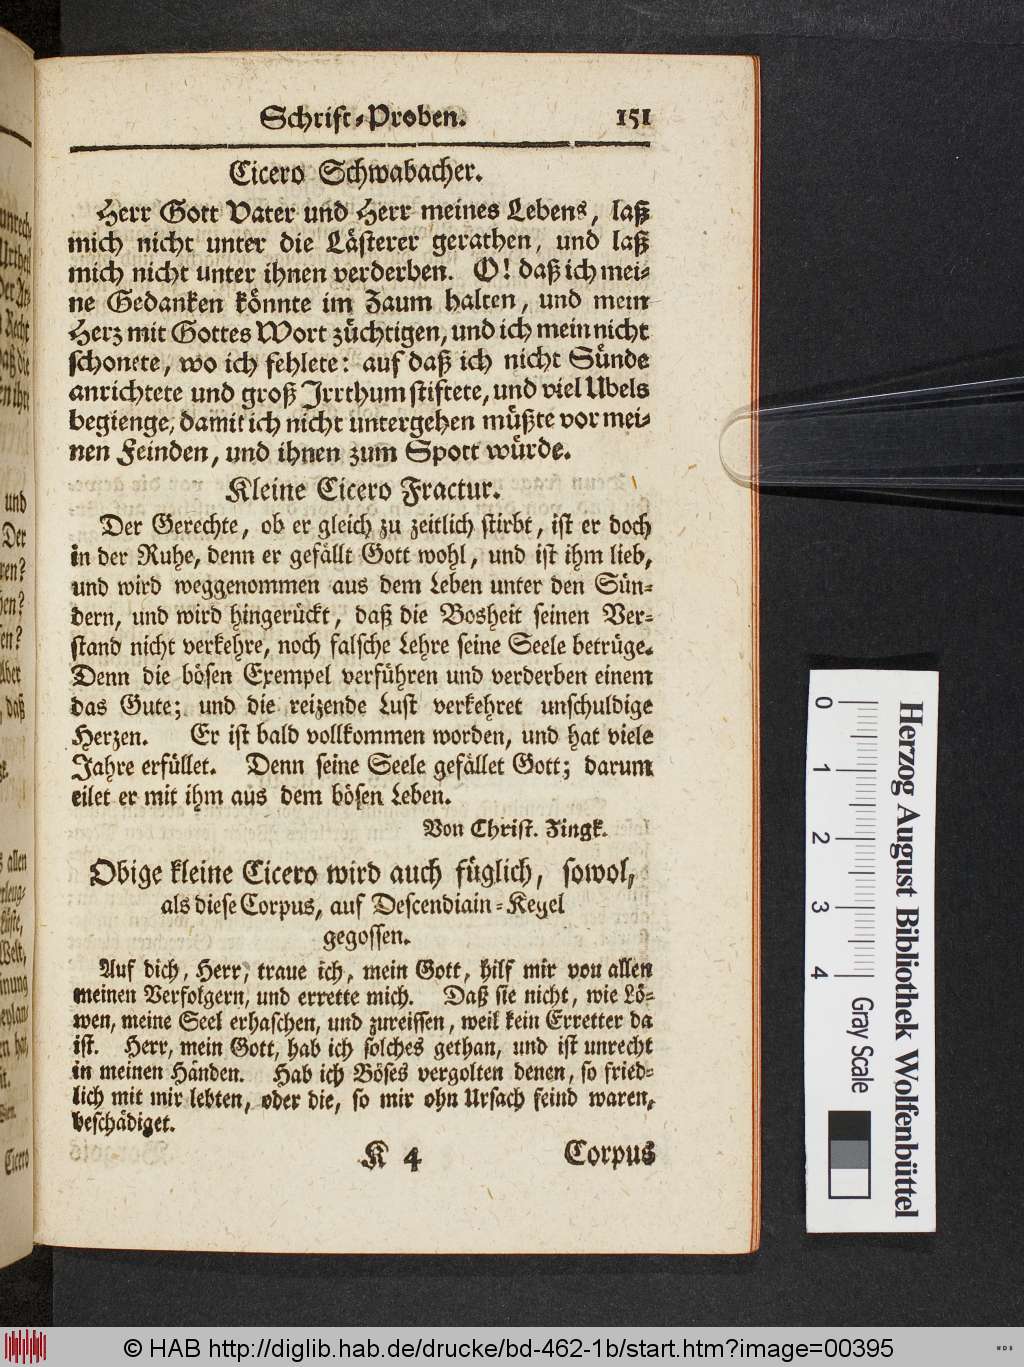 Schrift-Proben. 151
Cicero Schwabacher.
Herr Gott Vater und Herr meines Lebens, laß
mich nicht unter die Lästerer gerathen, und laß
mich nicht unter ihnen verderben. O! daß ich mei-
ne Gedanken könnte im Zaum halten, und mein
Herz mit Gottes Wort züchtigen, und ich mein nicht
schonete, wo ich fehlete: auf daß ich nicht Sünde
anrichtete und groß Irrthum stiftete, und viel Ubels
begienge, damit ich nicht untergehen müßte vor mei-
nen Feinden, und ihnen zum Spott würde.
Kleine Cicero Fractur.
Der Gerechte, ob er gleich zu zeitlich stirbt, ist er doch
in der Ruhe, denn er gefällt Gott wohl, und ist ihm lieb,
und wird weggenommen aus dem Leben unter den Sün-
dern, und wird hingerückt, daß die Bosheit seinen Ver-
stand nicht verkehre, noch falsche Lehre seine Seele betrüge.
Denn die bösen Exempel verführen und verderben einem
das Gute; und die reizende Lust verkehret unschuldige
Herzen. Er ist bald vollkommen worden, und hat viele
Jahre erfüllet. Denn seine Seele gefället Gott; darum
eilet er mit ihm aus dem bösen Leben.
Von Christ. Zingk.
Obige kleine Cicero wird auch füglich, sowol,
als diese Corpus, auf Descendiain-Kegel
gegossen.
Auf dich, Herr, traue ich, mein Gott, hilf mir von allen
meinen Verfolgern, und errette mich. Daß sie nicht, wie Lö-
wen, meine Seel erhaschen, und zureissen, weil kein Erretter da
ist. Herr, mein Gott, hab ich solches gethan, und ist unrecht
in meinen Händen. Hab ich Böses vergolten denen, so fried-
lich mit mir lebten, oder die, so mir ohn Ursach feind waren,
beschädiget.
K 4 Corpus
und
Der
allen
Welt,
Cicero
0 1 2 3 4
Gray Scale
Herzog August Bibliothek Wolfenbüttel
© HAB http://diglib.hab.de/drucke/bd-462-1b/start.htm?image=00395